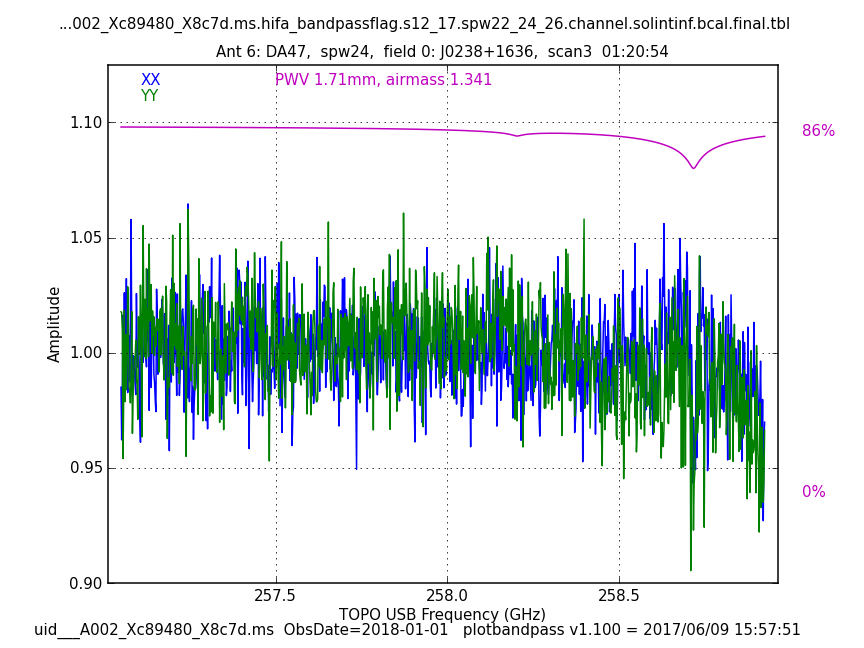 ...002_Xc89480_X8c7d.ms.hifa_bandpassflag.s12_17.spw22_24_26.channel.solintinf.bcal.final.tbl
Ant 6: DA47,  spw24,  field 0: J0238+1636,  scan3  01:20:54
XX
PWV 1.71mm, airmass 1.341
YY
1.10
86%
1.05
Amplitude
1.00
0.95
0%
0.90
257.5
258.0
258.5
TOPO USB Frequency (GHz)
uid___A002_Xc89480_X8c7d.ms  ObsDate=2018-01-01   plotbandpass v1.100 = 2017/06/09 15:57:51